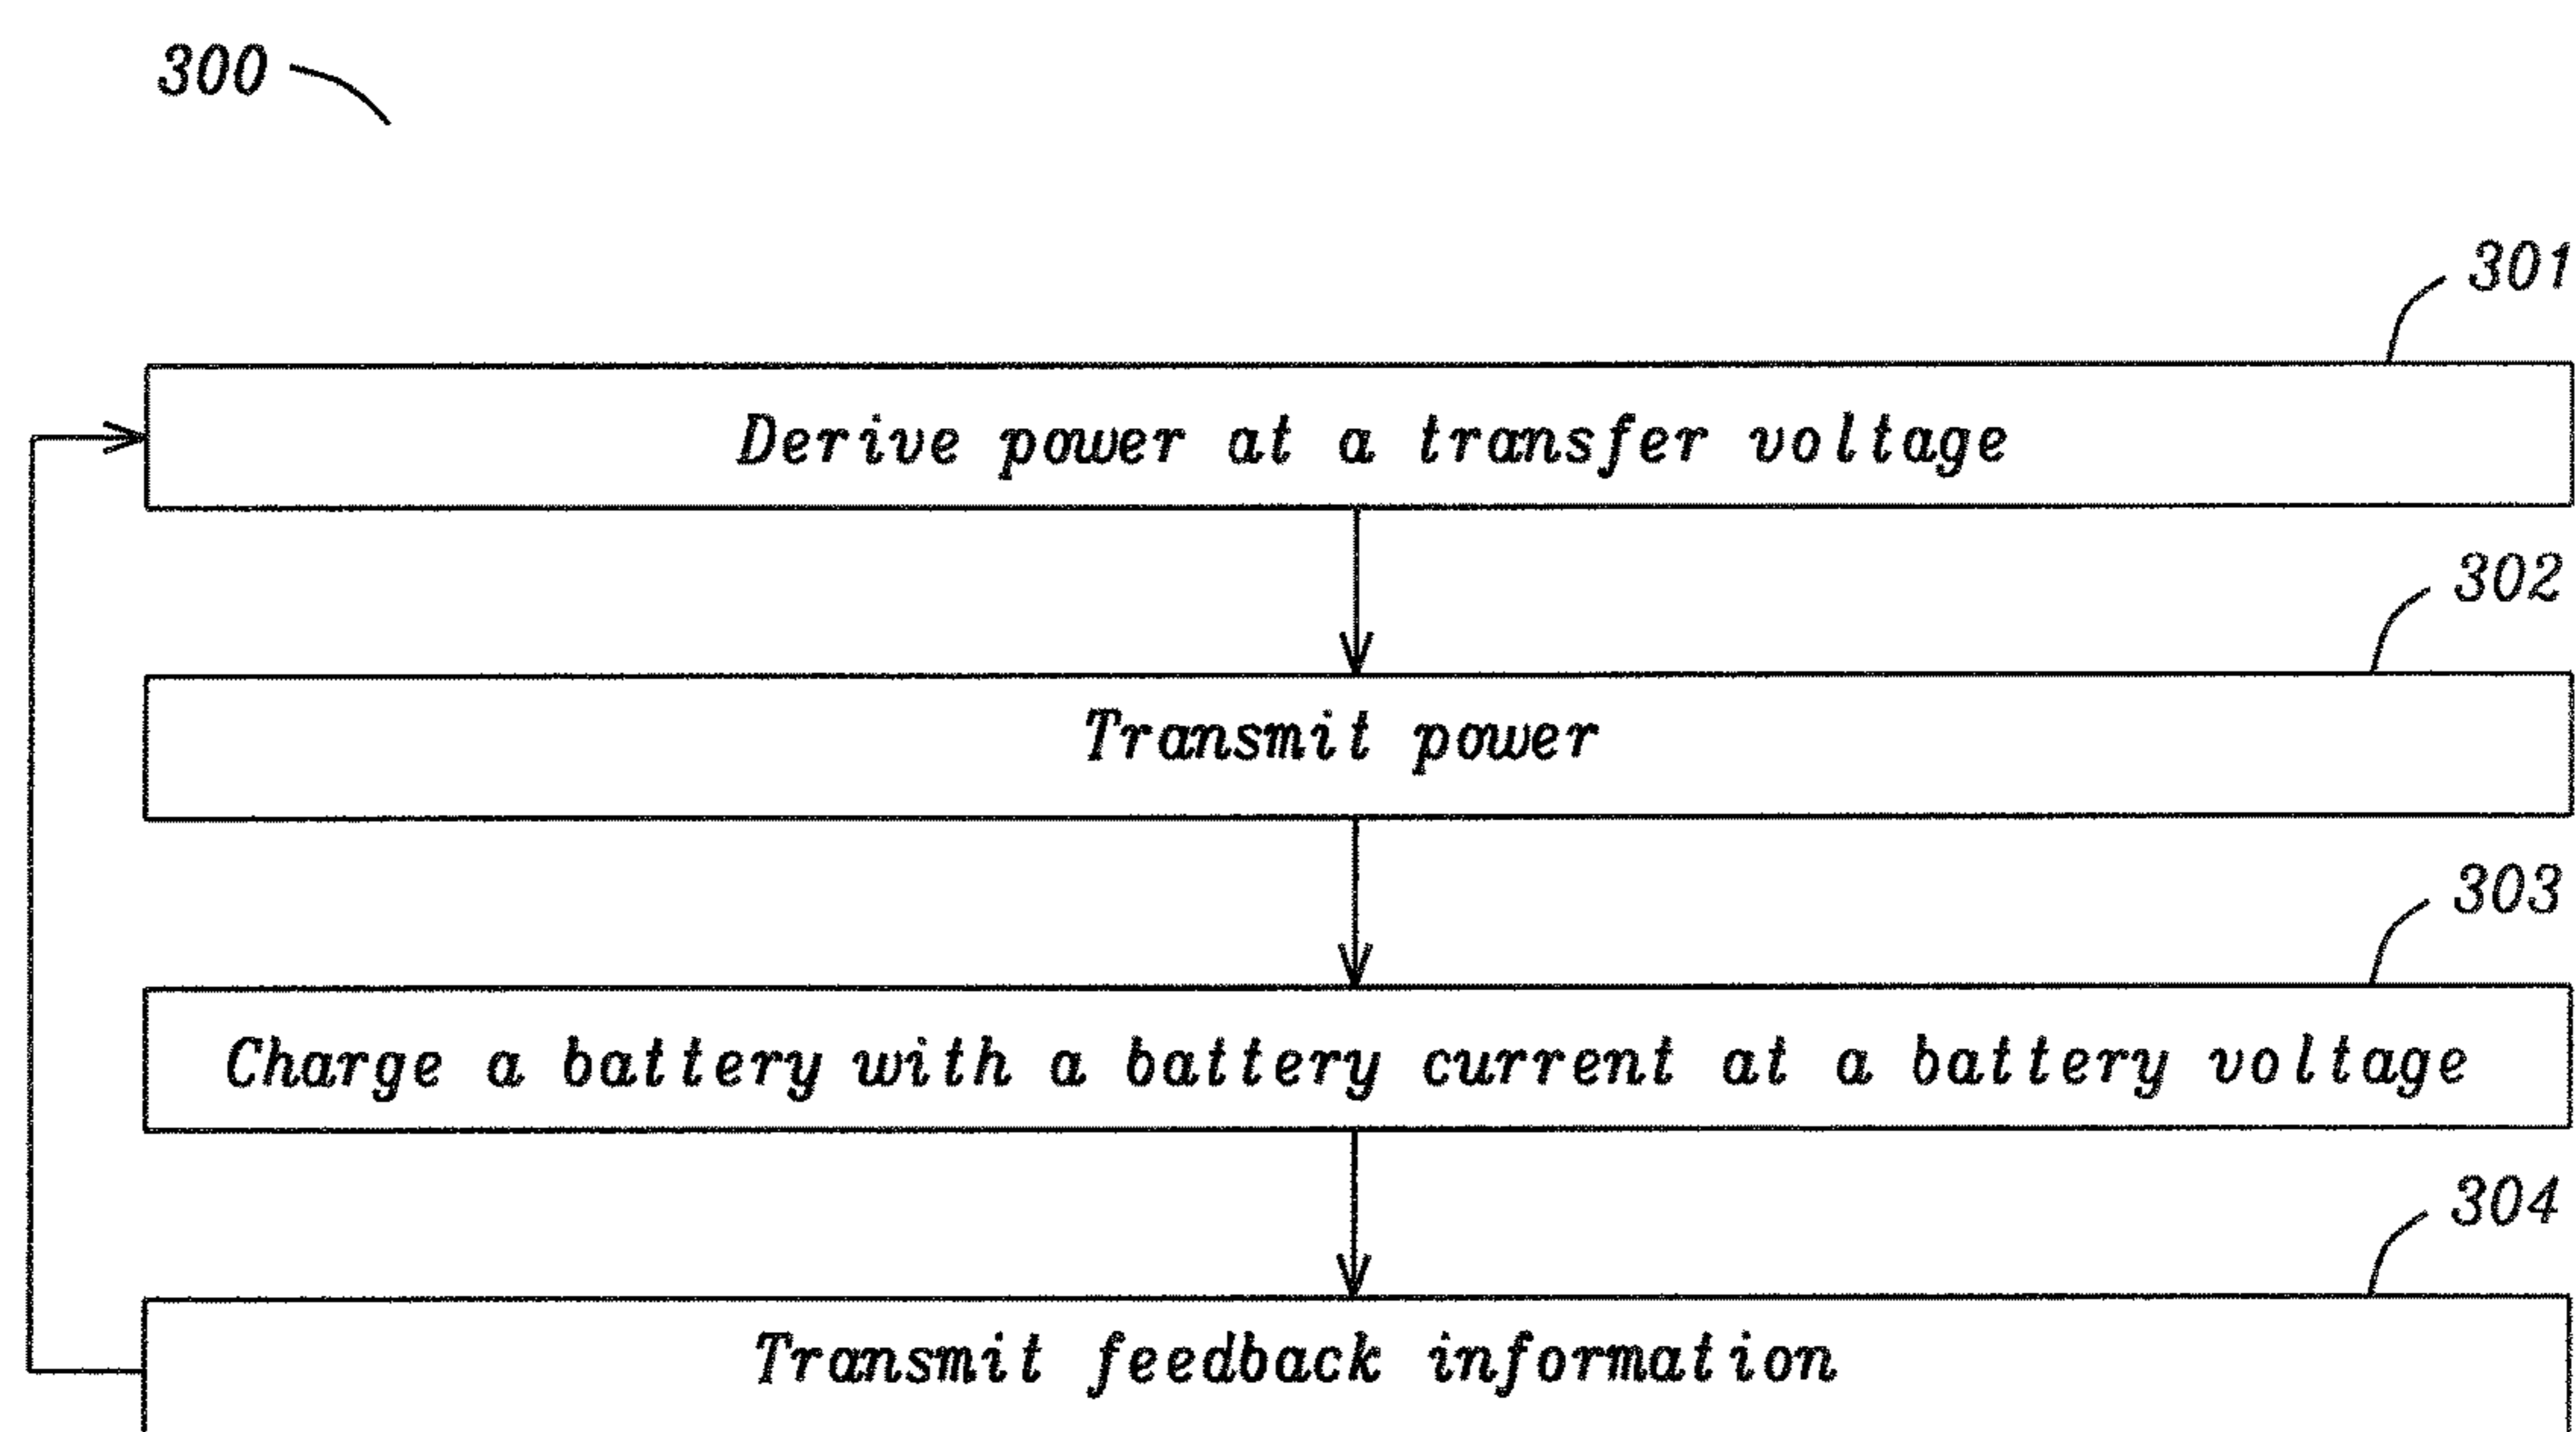 300
301
Derive power at a transfer voltage
302
Transmit power
303
Charge a battery with a battery current at a battery voltage
304
Transmit feedback information